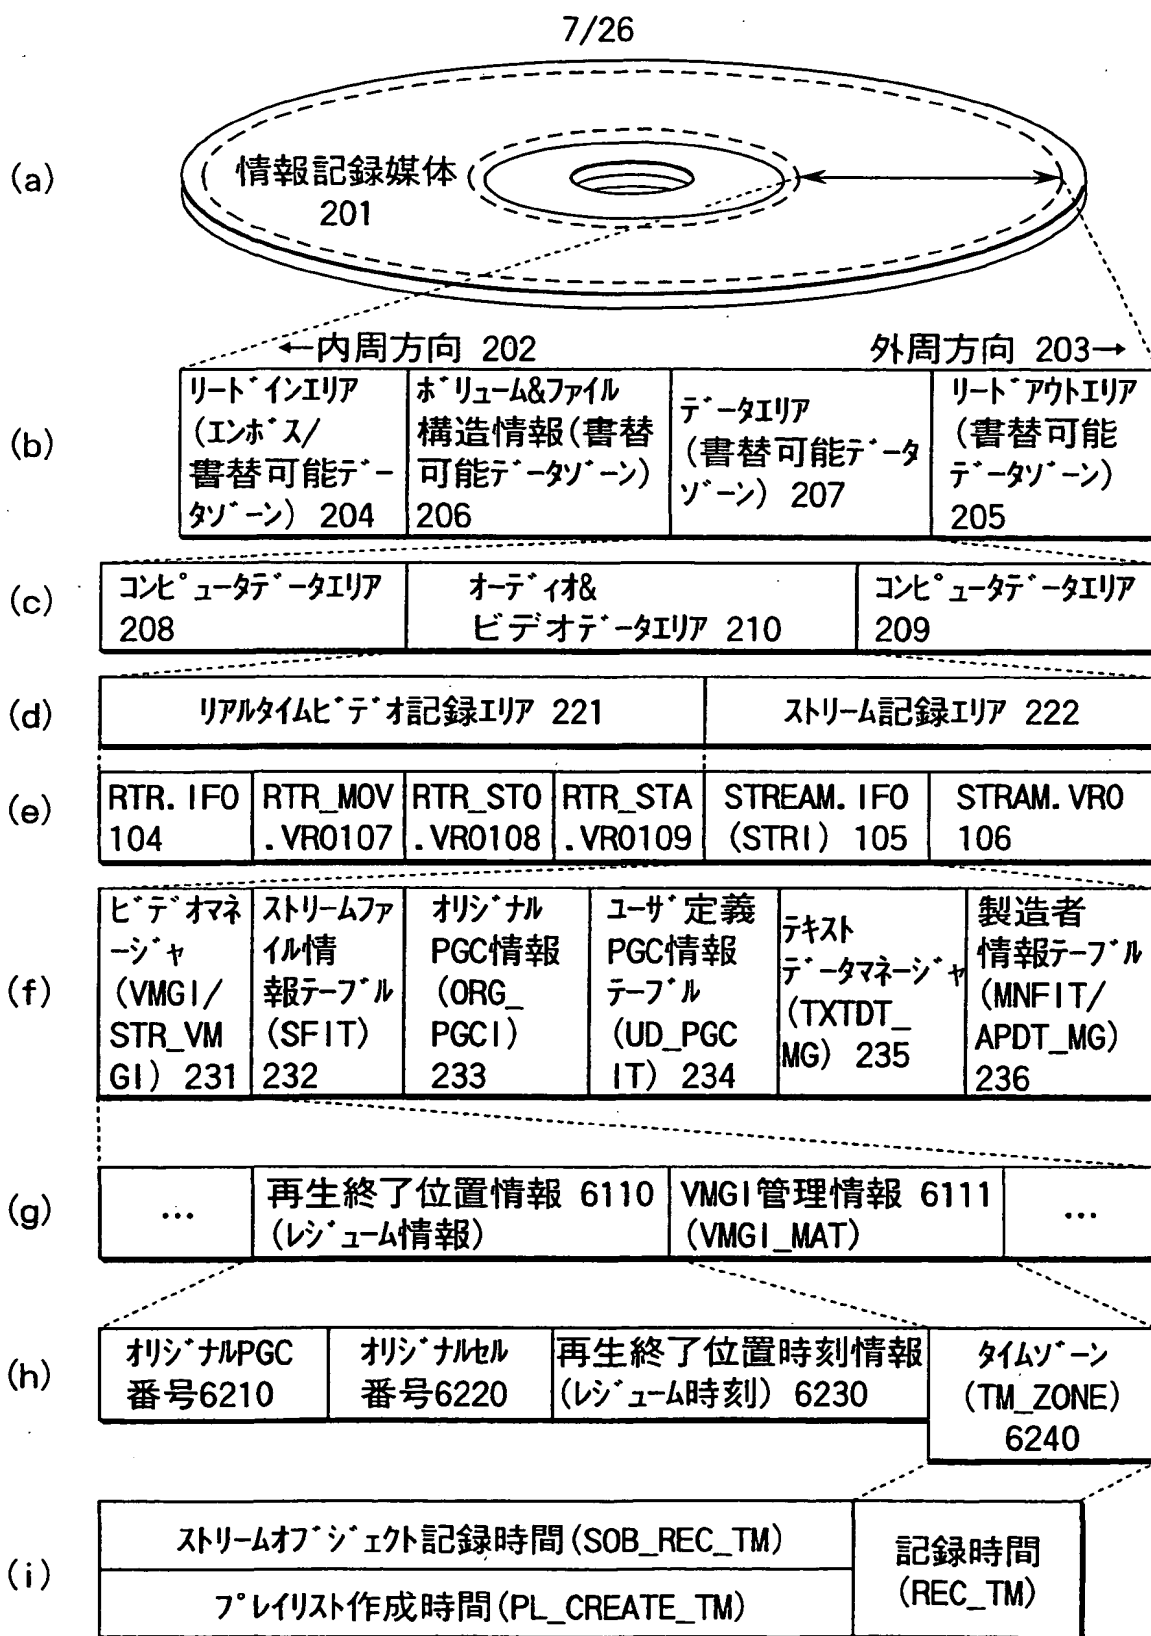 7/26
(a)
情報記録媒体
201
←内周方向 202
外周方向 203→
(b)
リードインエリア
(エンボス/
書替可能デー
タゾーン) 204
ボリューム&ファイル
構造情報(書替
可能データゾーン)
206
データエリア
(書替可能データ
ゾーン) 207
リードアウトエリア
(書替可能
データゾーン)
205
(c)
コンピュータデータエリア
208
オーディオ&
ビデオデータエリア 210
コンピュータデータエリア
209
(d)
リアルタイムビデオ記録エリア 221
ストリーム記録エリア 222
(e)
RTR.IFO
104
RTR_MOV
.VRO107
RTR_STO
.VRO108
RTR_STA
.VRO109
STREAM.IFO
(STRI) 105
STRAM.VRO
106
(f)
ビデオマネ
ージャ
(VMGI/
STR_VM
GI) 231
ストリームファ
イル情
報テーブル
(SFIT)
232
オリジナル
PGC情報
(ORG_
PGCI)
233
ユーザ定義
PGC情報
テーブル
(UD_PGC
IT) 234
テキスト
データマネージャ
(TXTDT_
MG) 235
製造者
情報テーブル
(MNFIT/
APDT_MG)
236
(g)
…
再生終了位置情報 6110
(レジューム情報)
VMGI管理情報 6111
(VMGI_MAT)
…
(h)
オリジナルPGC
番号6210
オリジナルセル
番号6220
再生終了位置時刻情報
(レジューム時刻) 6230
タイムゾーン
(TM_ZONE)
6240
(i)
ストリームオブジェクト記録時間(SOB_REC_TM)
プレイリスト作成時間(PL_CREATE_TM)
記録時間
(REC_TM)